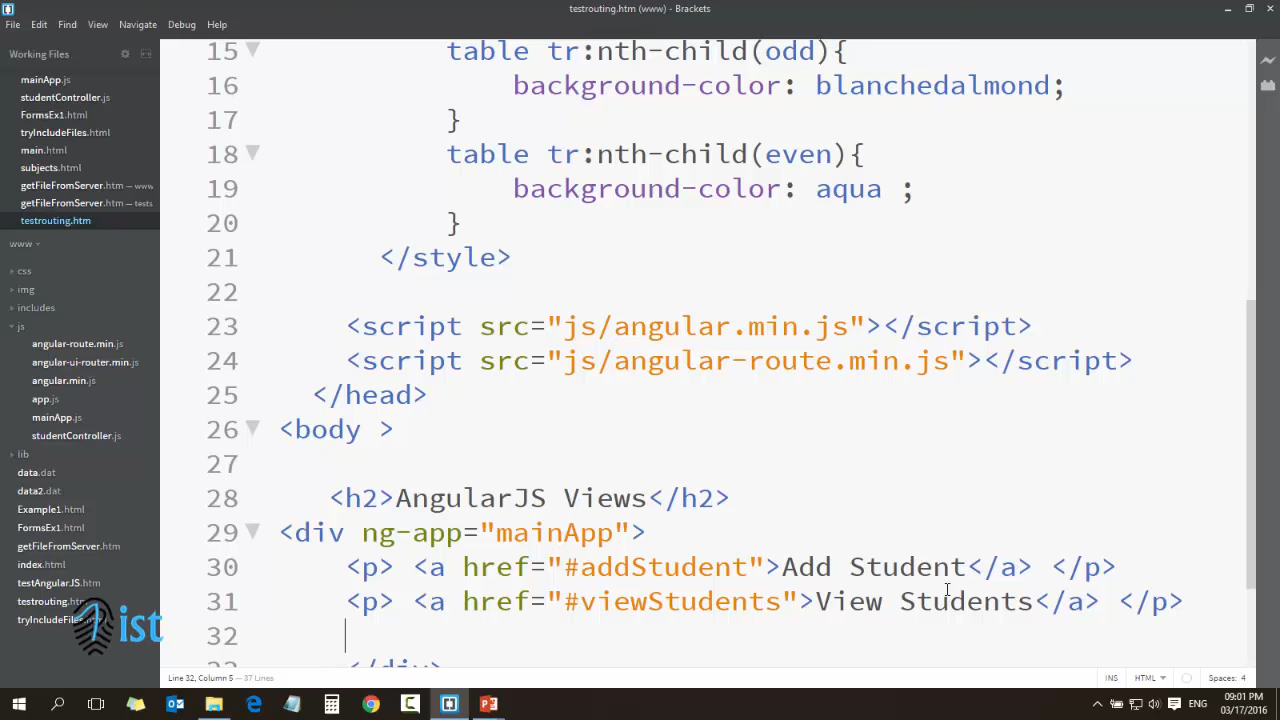 testrouting.htm (www) - Brackets
File Edit Find View Navigate Debug Help
Working Files
mainApp.js
studentController.js
FormsEx1.html
tryIncludeFiles.html
main.html
subjects.html
getFileFromServer.htm — www
getFileFromServer.htm — tests
testrouting.htm
www
css
img
includes
js
angular-route.min.js
angular-ui-router.min.js
angular.min.js
app.js
mainApp.js
studentController.js
lib
data.dat
data2.dat
Example1.html
FormsEx1.html
getFileFromServer.htm
index.html
testAngularJS.HTM
testrouting.htm
tryIncludeFiles.html
1ist
15 table tr:nth-child(odd){
16 background-color: blanchedalmond;
17 }
18 table tr:nth-child(even){
19 background-color: aqua ;
20 }
21 </style>
22
23 <script src="js/angular.min.js"></script>
24 <script src="js/angular-route.min.js"></script>
25 </head>
26 <body >
27
28 <h2>AngularJS Views</h2>
29 <div ng-app="mainApp">
30 <p> <a href="#addStudent">Add Student</a> </p>
31 <p> <a href="#viewStudents">View Students</a> </p>
32
33 </div>
Line 32, Column 5 — 37 Lines
INS HTML Spaces: 4
ENG
09:01 PM
03/17/2016